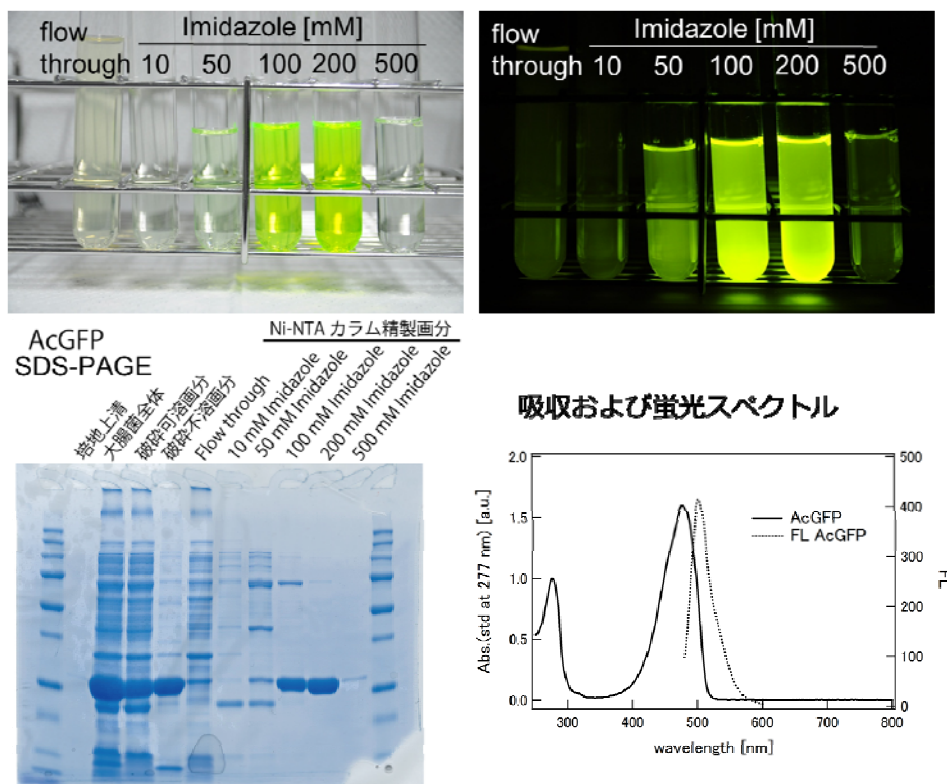 flow
through
Imidazole [mM]
10 50 100 200 500
flow
through
Imidazole [mM]
10 50 100 200 500
AcGFP
SDS-PAGE
Ni-NTA カラム精製画分
培地上清
大腸菌全体
破砕可溶画分
破砕不溶画分
Flow through
10 mM Imidazole
50 mM Imidazole
100 mM Imidazole
200 mM Imidazole
500 mM Imidazole
吸収および蛍光スペクトル
Abs.(std at 277 nm) [a.u.]
2.0
1.5
1.0
0.5
0.0
AcGFP
FL AcGFP
500
400
300
200
100
0
FL
300 400 500 600 700 800
wavelength [nm]